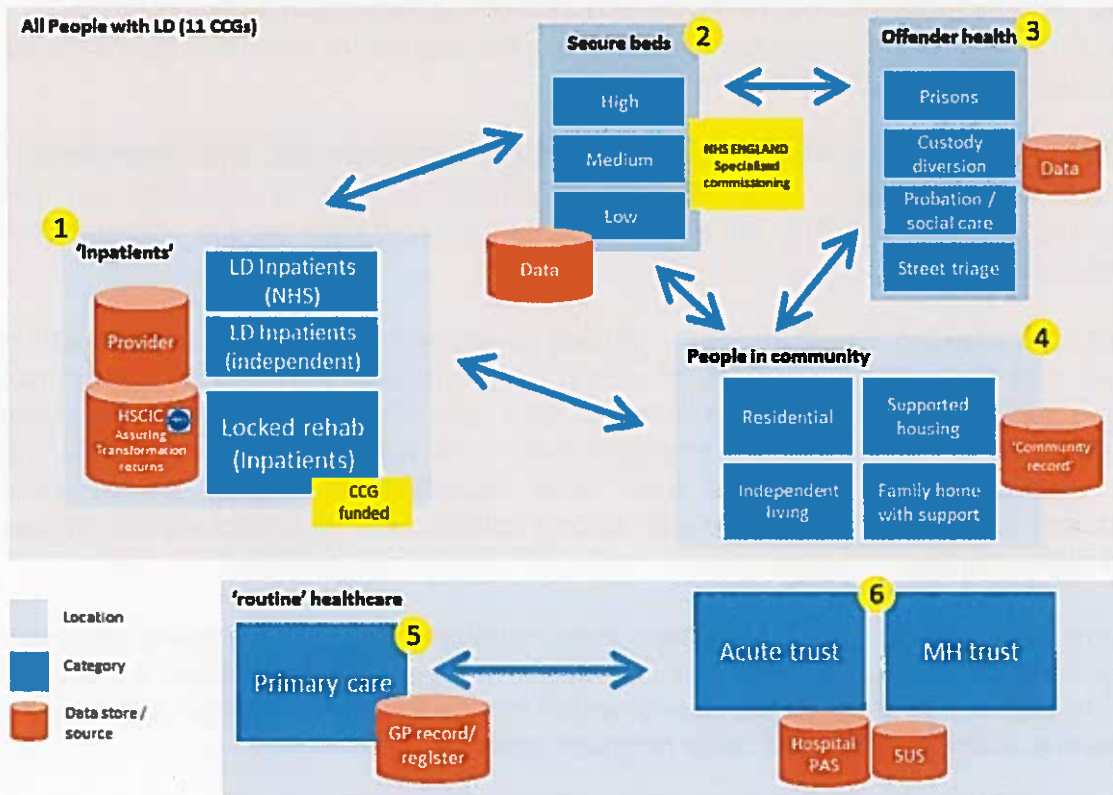 All People with LD (11 CCGs)
Secure beds
2
High
Medium
Low
NHS ENGLAND
Specialised
commissioning
Data
Offender health
3
Prisons
Custody
diversion
Probation /
social care
Street triage
Data
1
'Inpatients'
LD Inpatients
(NHS)
LD Inpatients
(independent)
Locked rehab
(Inpatients)
Provider
HSCIC
Assuring
Transformation
returns
CCG
funded
People in community
4
Residential
Supported
housing
Independent
living
Family home
with support
'Community
record'
'routine' healthcare
5
Primary care
GP record/
register
6
Acute trust
MH trust
Hospital
PAS
SUS
Location
Category
Data store /
source